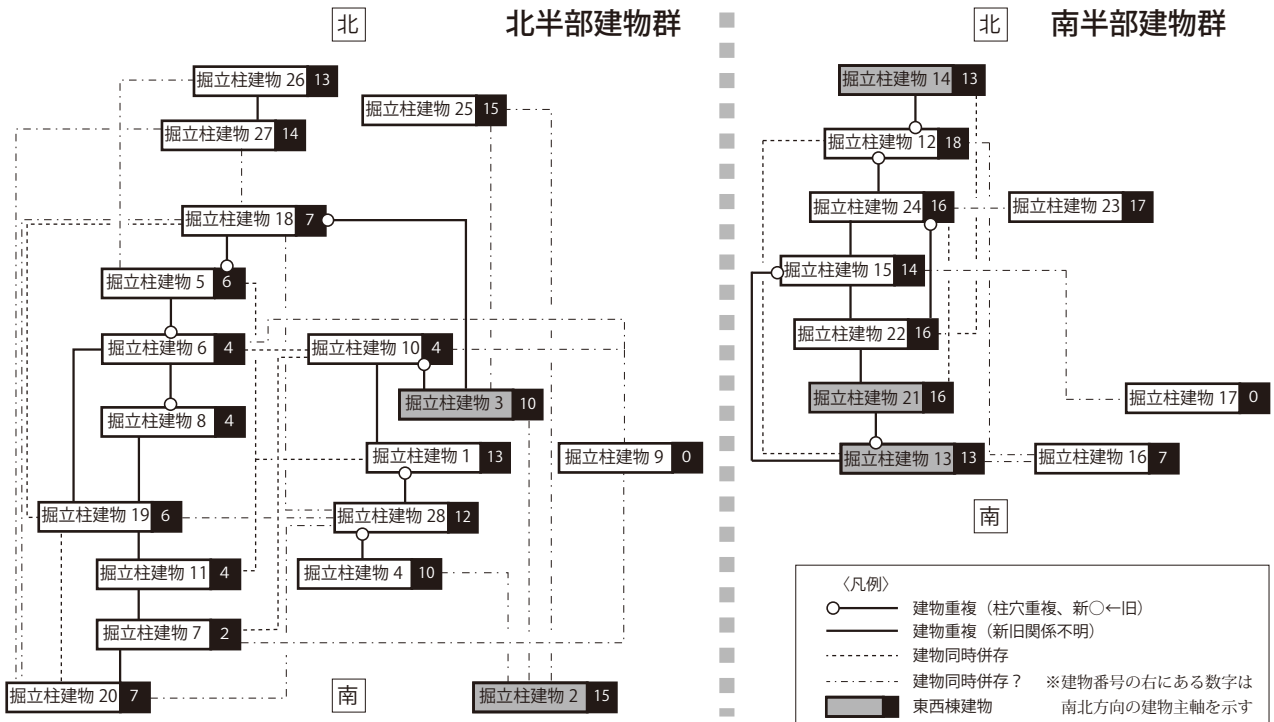 北
北半部建物群
掘立柱建物 26 13
掘立柱建物 25 15
掘立柱建物 27 14
掘立柱建物 18 7
掘立柱建物 5 6
掘立柱建物 6 4
掘立柱建物 10 4
掘立柱建物 3 10
掘立柱建物 8 4
掘立柱建物 1 13
掘立柱建物 9 0
掘立柱建物 19 6
掘立柱建物 28 12
掘立柱建物 11 4
掘立柱建物 4 10
掘立柱建物 7 2
掘立柱建物 20 7
南
掘立柱建物 2 15
北
南半部建物群
掘立柱建物 14 13
掘立柱建物 12 18
掘立柱建物 24 16
掘立柱建物 23 17
掘立柱建物 15 14
掘立柱建物 22 16
掘立柱建物 21 16
掘立柱建物 17 0
掘立柱建物 13 13
掘立柱建物 16 7
南
〈凡例〉
建物重複（柱穴重複、新○←旧）
建物重複（新旧関係不明）
建物同時併存
建物同時併存？
東西棟建物
※建物番号の右にある数字は
南北方向の建物主軸を示す